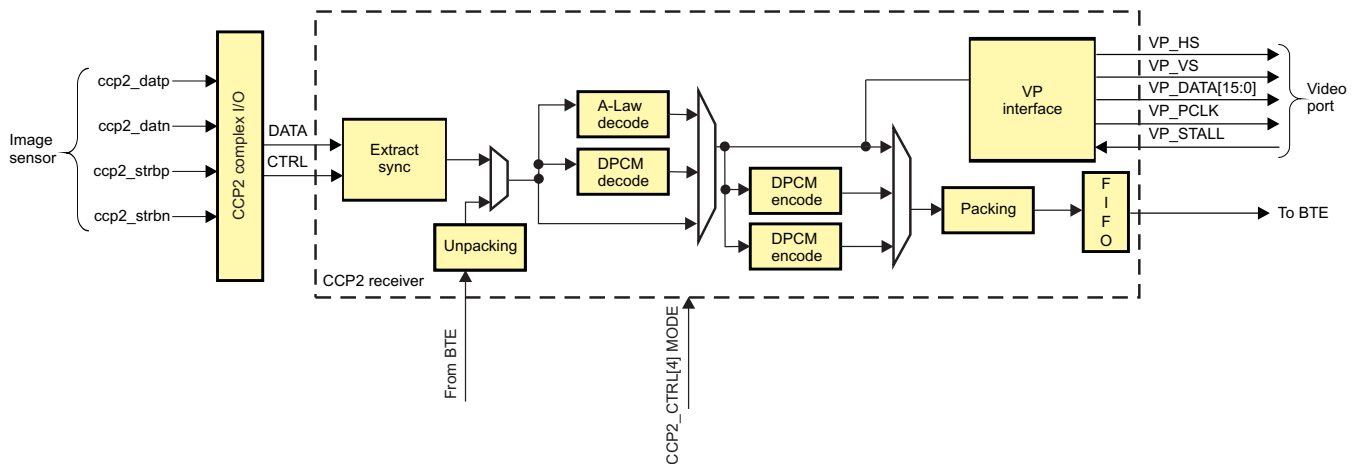 Image
sensor
ccp2_datp
ccp2_datn
ccp2_strbp
ccp2_strbn
CCP2 complex I/O
DATA
CTRL
Extract
sync
Unpacking
CCP2 receiver
From BTE
A-Law
decode
DPCM
decode
CCP2_CTRL[4] MODE
DPCM
encode
DPCM
encode
Packing
F
I
F
O
To BTE
VP
interface
VP_HS
VP_VS
VP_DATA[15:0]
VP_PCLK
VP_STALL
Video
port